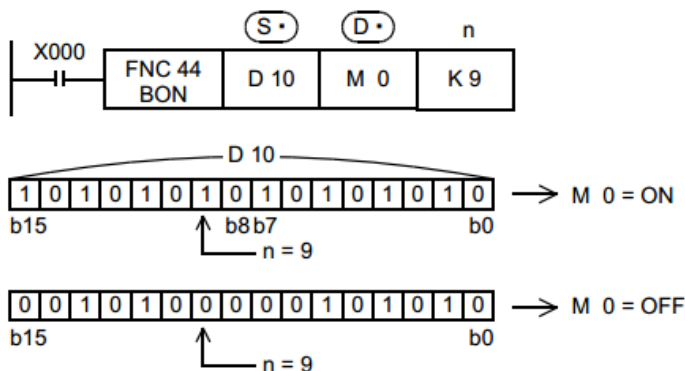 S· D· n
X000 FNC 44 D 10 M 0 K 9
BON
D 10
1 0 1 0 1 0 1 0 1 0 1 0 1 0 1 0 M 0 = ON
b15 b8 b7 b0
n = 9
0 0 1 0 1 0 0 0 0 0 1 0 1 0 1 0 M 0 = OFF
b15 b0
n = 9